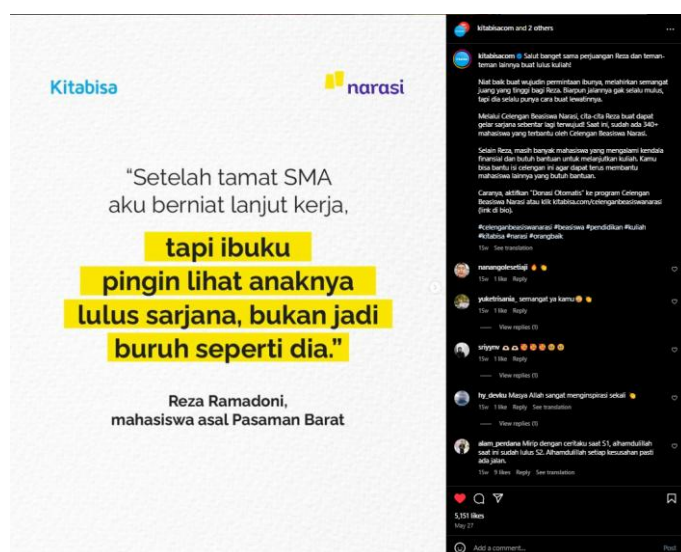 Kitabisa
narasi
"Setelah tamat SMA
aku berniat lanjut kerja,
tapi ibuku
pingin lihat anaknya
lulus sarjana, bukan jadi
buruh seperti dia."
Reza Ramadoni,
mahasiswa asal Pasaman Barat
kitabisacom and 2 others
kitabisacom Salut banget sama perjuangan Reza dan teman-
teman lainnya buat lulus kuliah!
Niat baik buat wujudin permintaan ibunya, melahirkan semangat
juang yang tinggi bagi Reza. Biarpun jalannya gak selalu mulus,
tapi dia selalu punya cara buat lewatinnya.
Melalui Celengan Beasiswa Narasi, cita-cita Reza buat dapat
gelar sarjana sebentar lagi terwujud! Saat ini, sudah ada 340+
mahasiswa yang terbantu oleh Celengan Beasiswa Narasi.
Selain Reza, masih banyak mahasiswa yang mengalami kendala
finansial dan butuh bantuan untuk melanjutkan kuliah. Kamu
bisa bantu isi celengan ini agar dapat terus membantu
mahasiswa lainnya yang butuh bantuan.
Caranya, aktifkan "Donasi Otomatis" ke program Celengan
Beasiswa Narasi atau klik kitabisa.com/celenganbeasiswanarasi
(link di bio).
#celenganbeasiswanarasi #beasiswa #pendidikan #kuliah
#kitabisa #narasi #orangbaik
15w See translation
nanangolesetiaji 🔥 👏
15w 1 like Reply
yuketrisania_ semangat ya kamu
15w 1 like Reply
View replies (1)
sriyynv
15w 1 like Reply
View replies (1)
hy_devku Masya Allah sangat menginspirasi sekali 👏
15w 1 like Reply See translation
View replies (1)
alam_perdana Mirip dengan ceritaku saat S1, alhamdulillah
saat ini sudah lulus S2. Alhamdulillah setiap kesusahan pasti
ada jalan.
15w 9 likes Reply See translation
5,151 likes
May 27
Add a comment...
Post